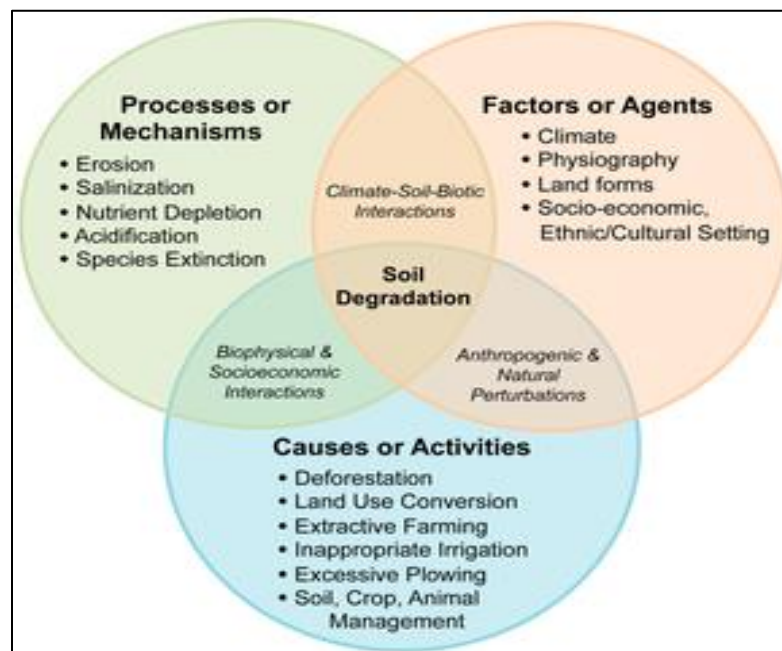 Processes or
Mechanisms
• Erosion
• Salinization
• Nutrient Depletion
• Acidification
• Species Extinction
Factors or Agents
• Climate
• Physiography
• Land forms
• Socio-economic,
Ethnic/Cultural Setting
Climate-Soil-Biotic
Interactions
Soil
Degradation
Biophysical &
Socioeconomic
Interactions
Anthropogenic &
Natural
Perturbations
Causes or Activities
• Deforestation
• Land Use Conversion
• Extractive Farming
• Inappropriate Irrigation
• Excessive Plowing
• Soil, Crop, Animal
Management